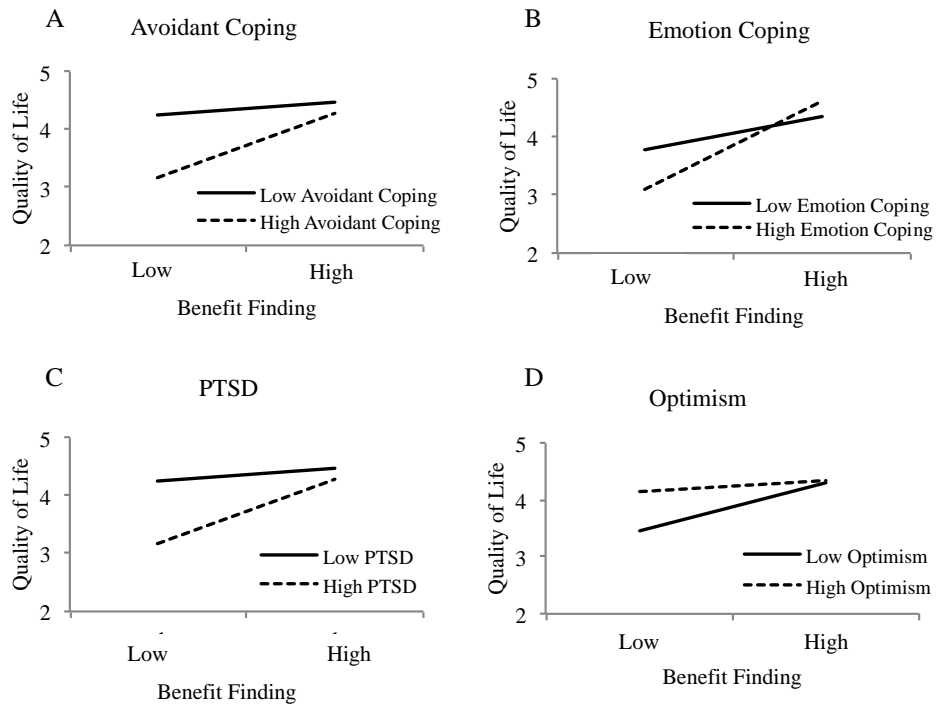 A
Avoidant Coping
5
4
3
2
Quality of Life
Low Avoidant Coping
High Avoidant Coping
Low
High
Benefit Finding
B
Emotion Coping
5
4
3
2
Quality of Life
Low Emotion Coping
High Emotion Coping
Low
High
Benefit Finding
C
PTSD
5
4
3
2
Quality of Life
Low PTSD
High PTSD
Low
High
Benefit Finding
D
Optimism
5
4
3
2
Quality of Life
Low Optimism
High Optimism
Low
High
Benefit Finding